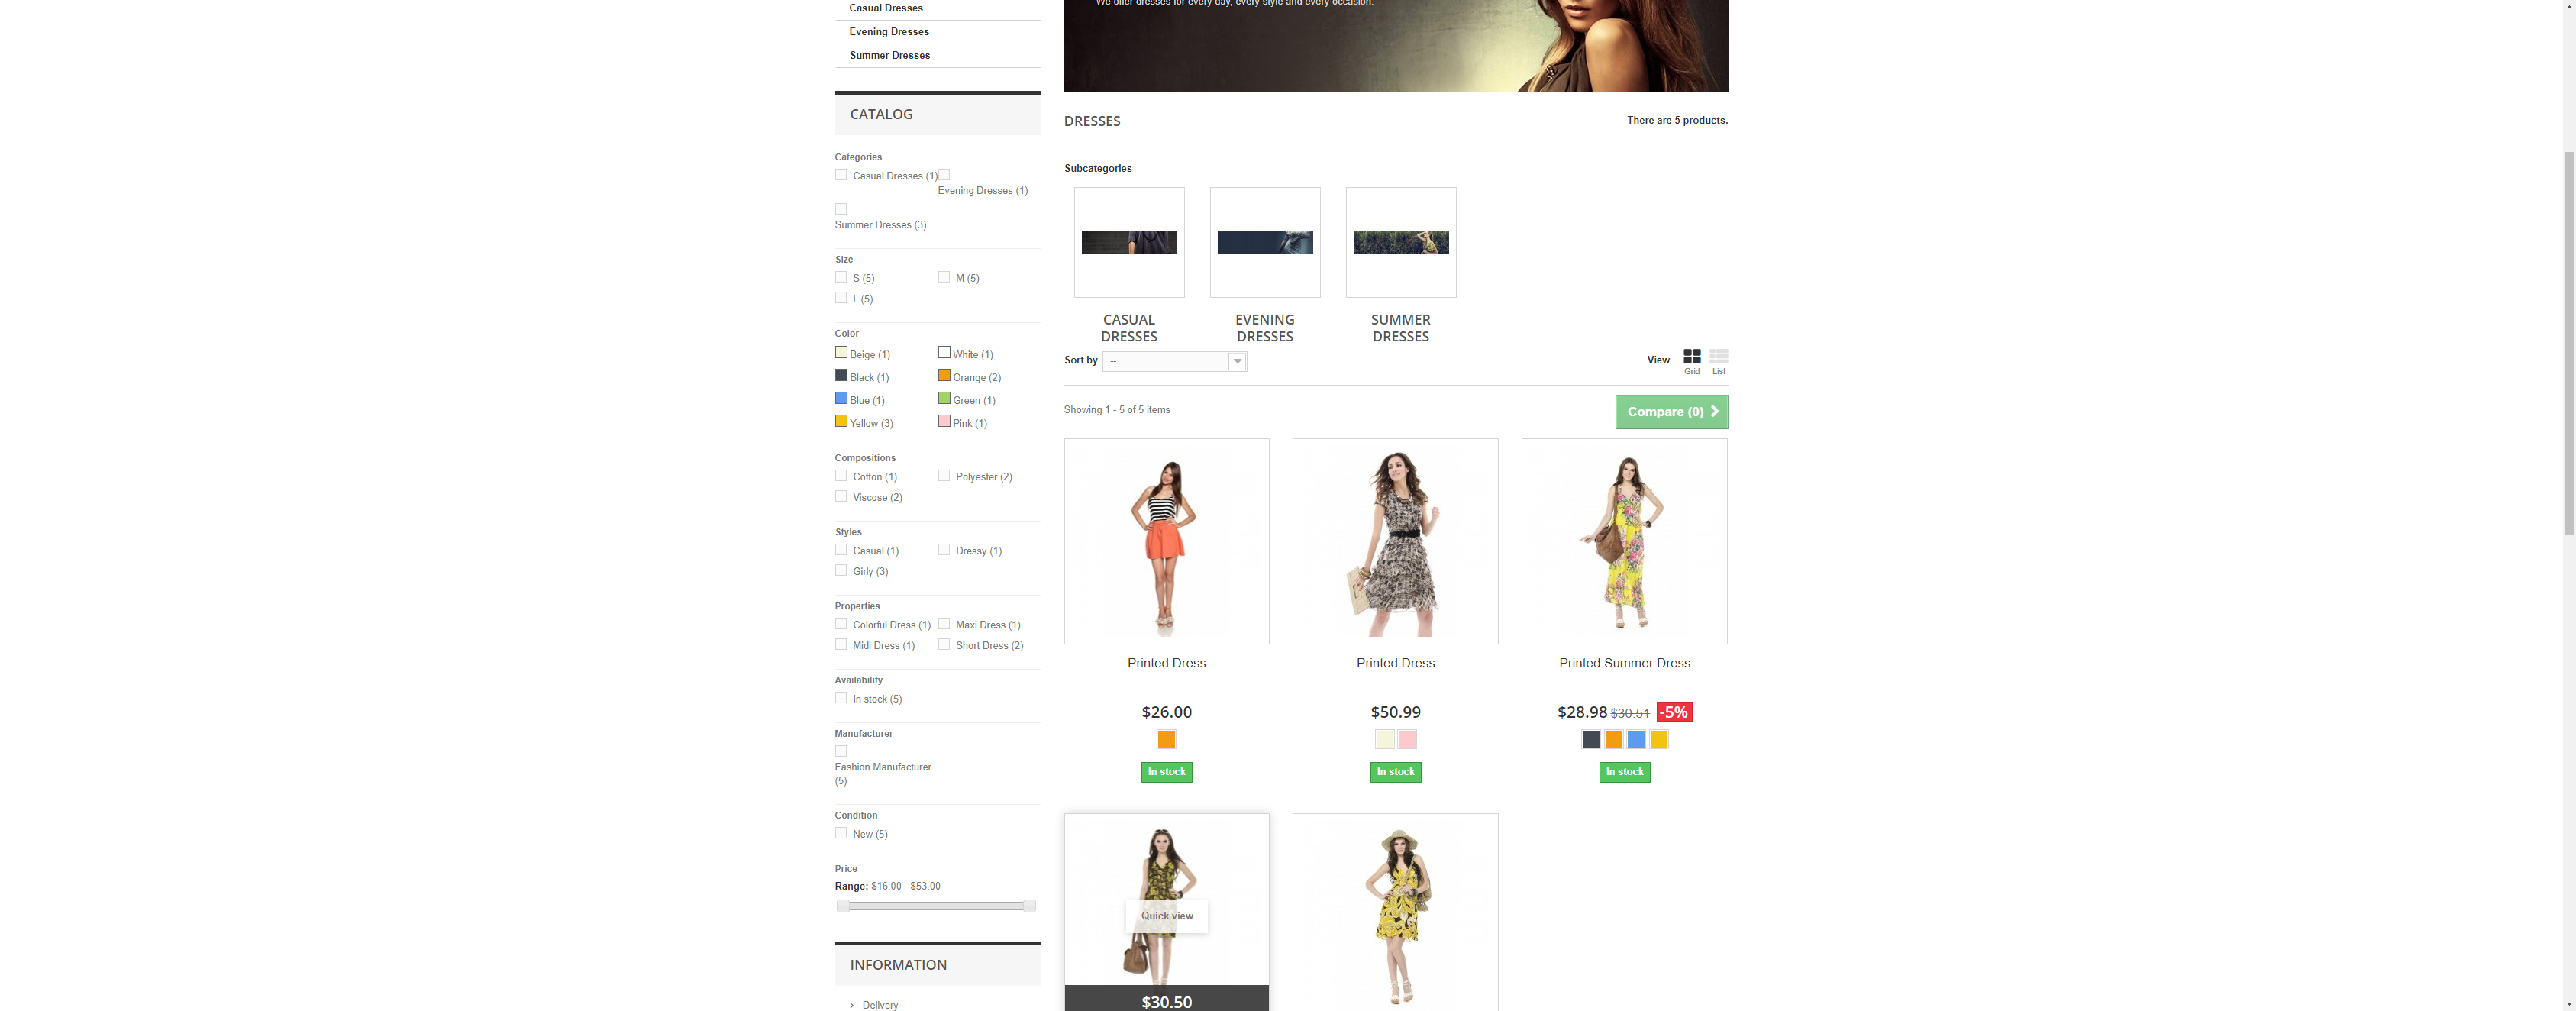 Casual Dresses
Evening Dresses
Summer Dresses
CATALOG
Categories
Casual Dresses (1)
Evening Dresses (1)
Summer Dresses (3)
Size
S (5)
M (5)
L (5)
Color
Beige (1)
White (1)
Black (1)
Orange (2)
Blue (1)
Green (1)
Yellow (3)
Pink (1)
Compositions
Cotton (1)
Polyester (2)
Viscose (2)
Styles
Casual (1)
Dressy (1)
Girly (3)
Properties
Colorful Dress (1)
Maxi Dress (1)
Midi Dress (1)
Short Dress (2)
Availability
In stock (5)
Manufacturer
Fashion Manufacturer
(5)
Condition
New (5)
Price
Range: $16.00 - $53.00
INFORMATION
Delivery
We offer dresses for every day, every style and every occasion.
DRESSES
There are 5 products.
Subcategories
CASUAL
DRESSES
EVENING
DRESSES
SUMMER
DRESSES
Sort by --
View
Grid
List
Showing 1 - 5 of 5 items
Compare (0)
Printed Dress
$26.00
In stock
Printed Dress
$50.99
In stock
Printed Summer Dress
$28.98 $30.51 -5%
In stock
Quick view
$30.50